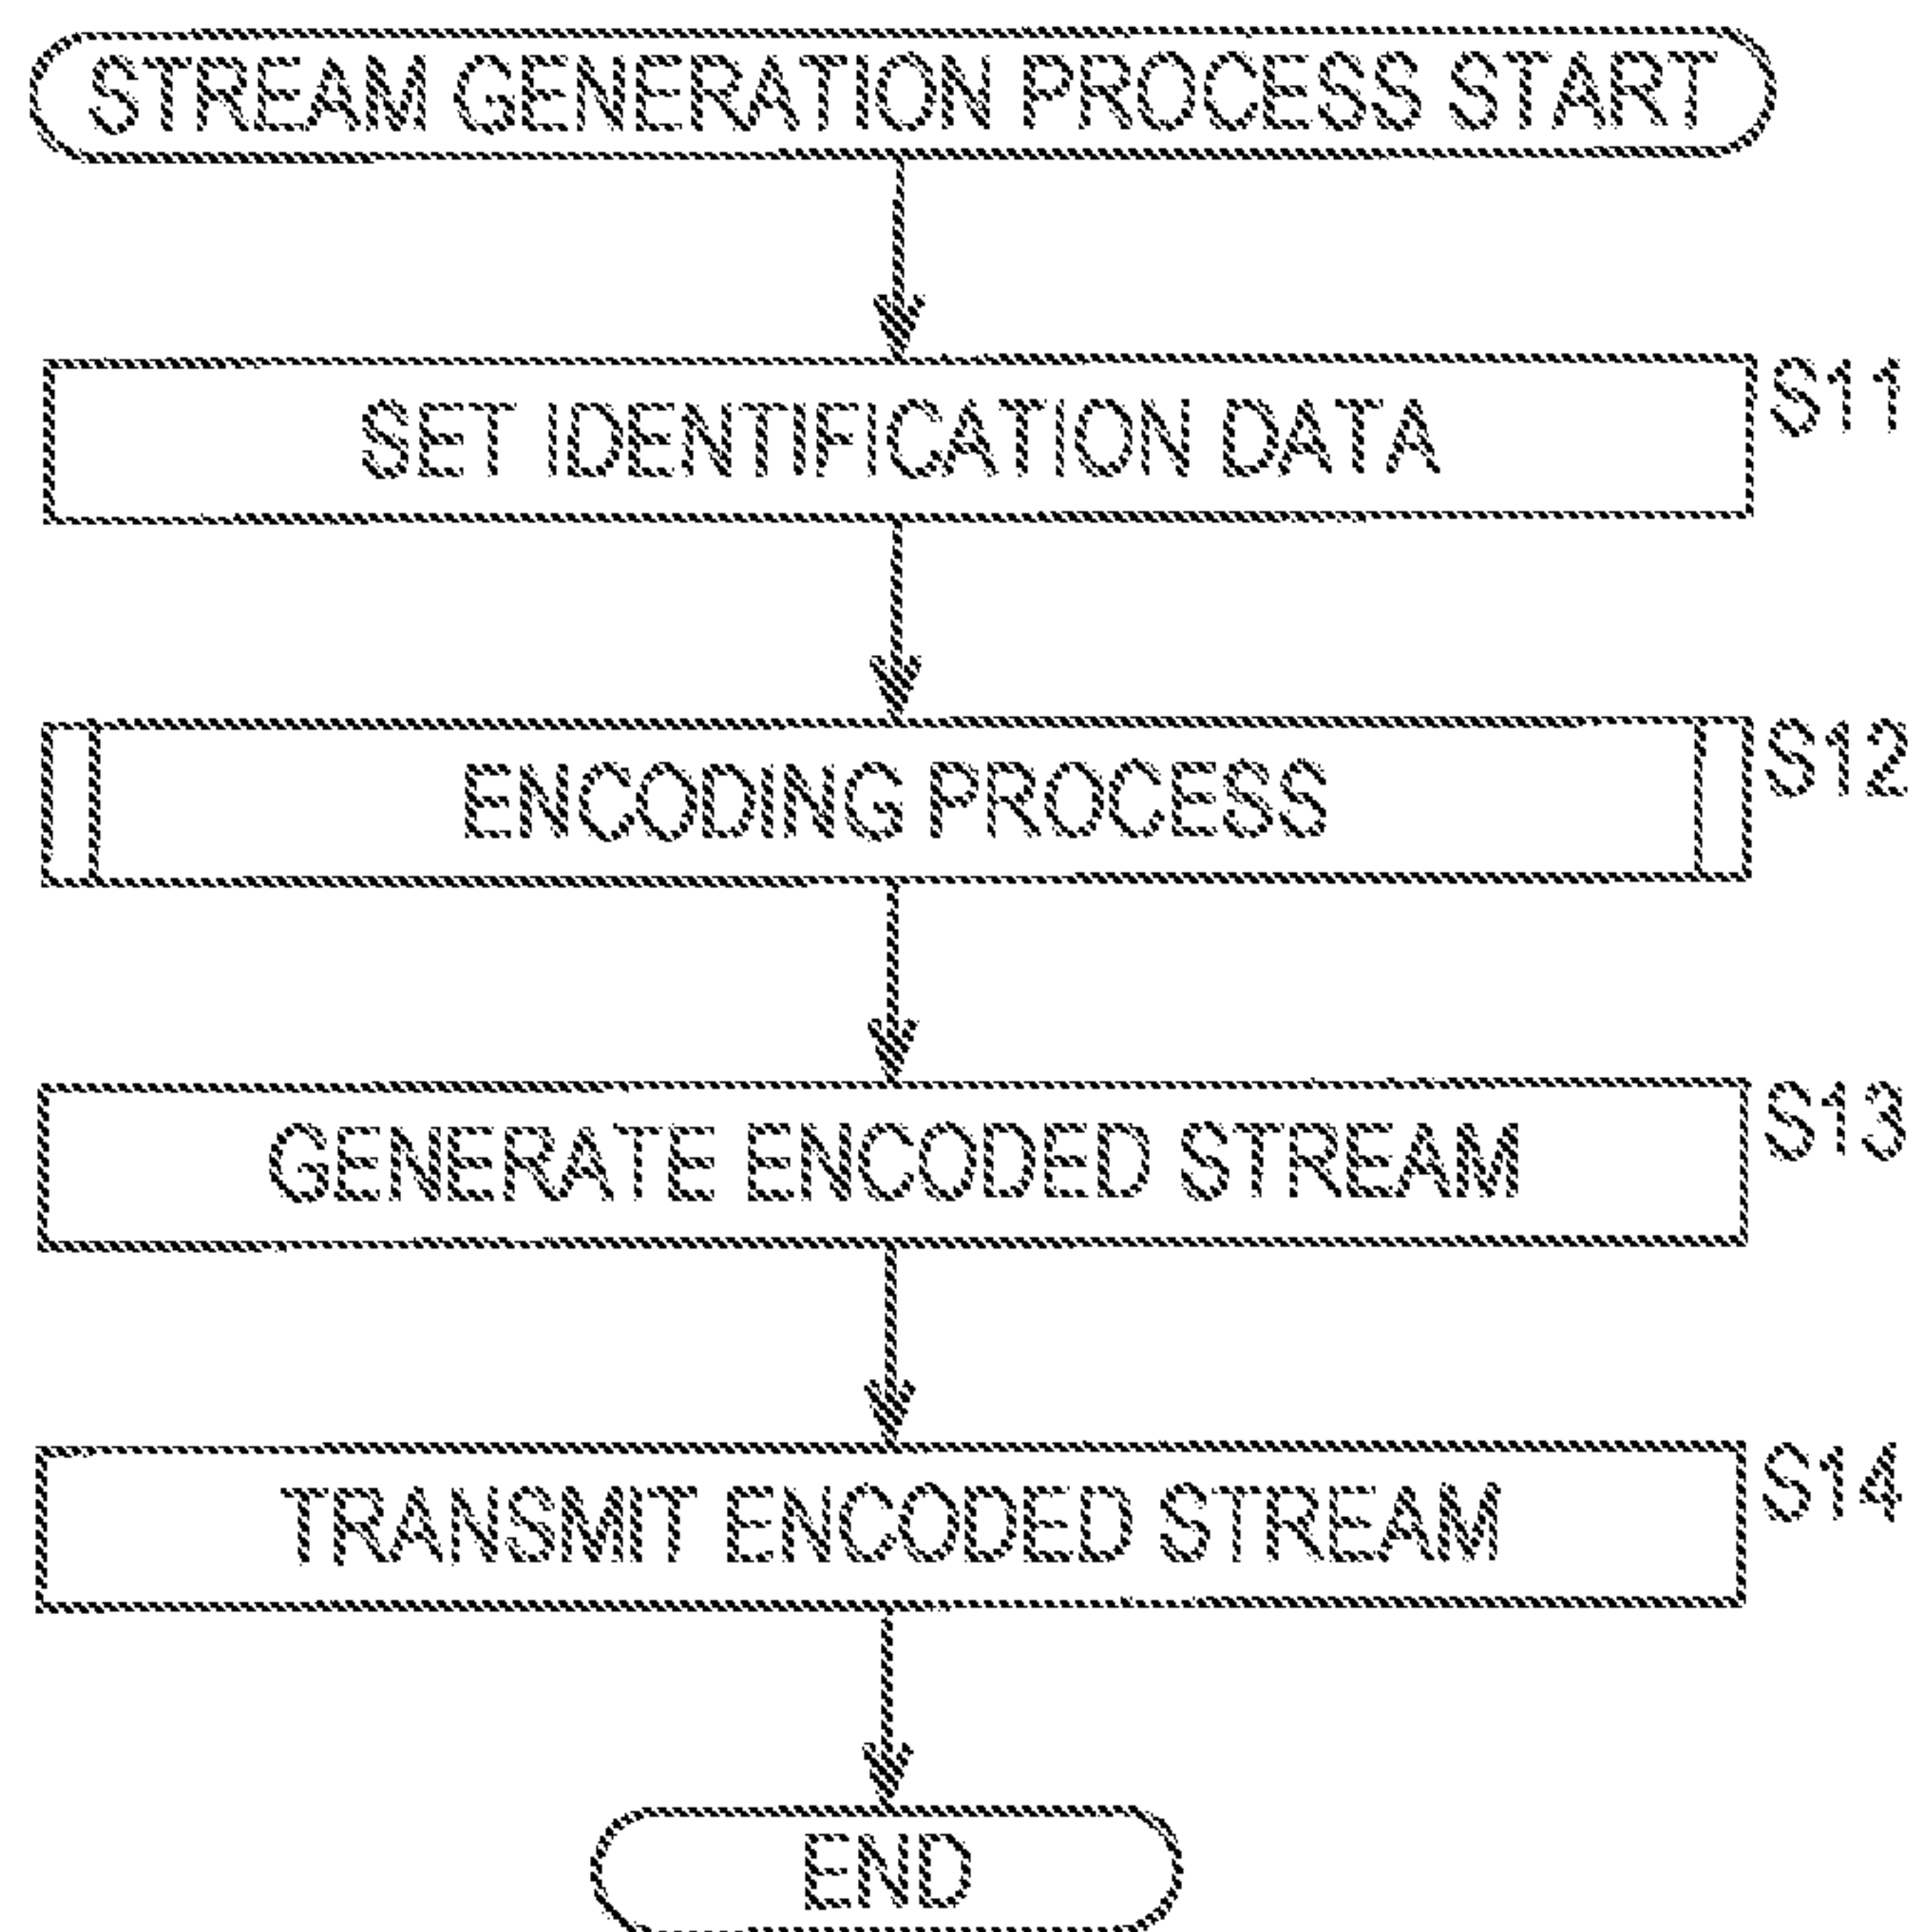 STREAM GENERATION PROCESS START
SET IDENTIFICATION DATA
S11
ENCODING PROCESS
S12
GENERATE ENCODED STREAM
S13
TRANSMIT ENCODED STREAM
S14
END